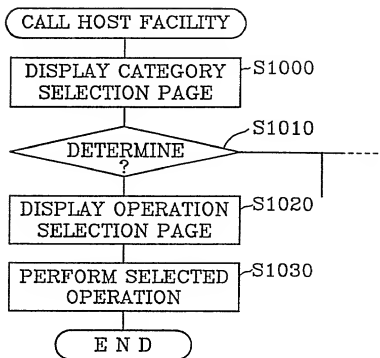 CALL HOST FACILITY
DISPLAY CATEGORY
SELECTION PAGE
S1000
DETERMINE
?
S1010
DISPLAY OPERATION
SELECTION PAGE
S1020
PERFORM SELECTED
OPERATION
S1030
END